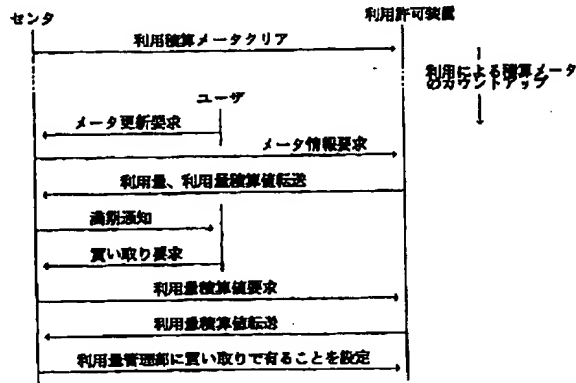 センタ
利用許可装置
利用積算メータクリア
利用による積算メータ
のカウントアップ
ユーザ
メータ更新要求
メータ情報要求
利用量、利用量積算値転送
満期通知
買い取り要求
利用量積算値要求
利用量積算値転送
利用量管理部に買い取りで有ることを設定